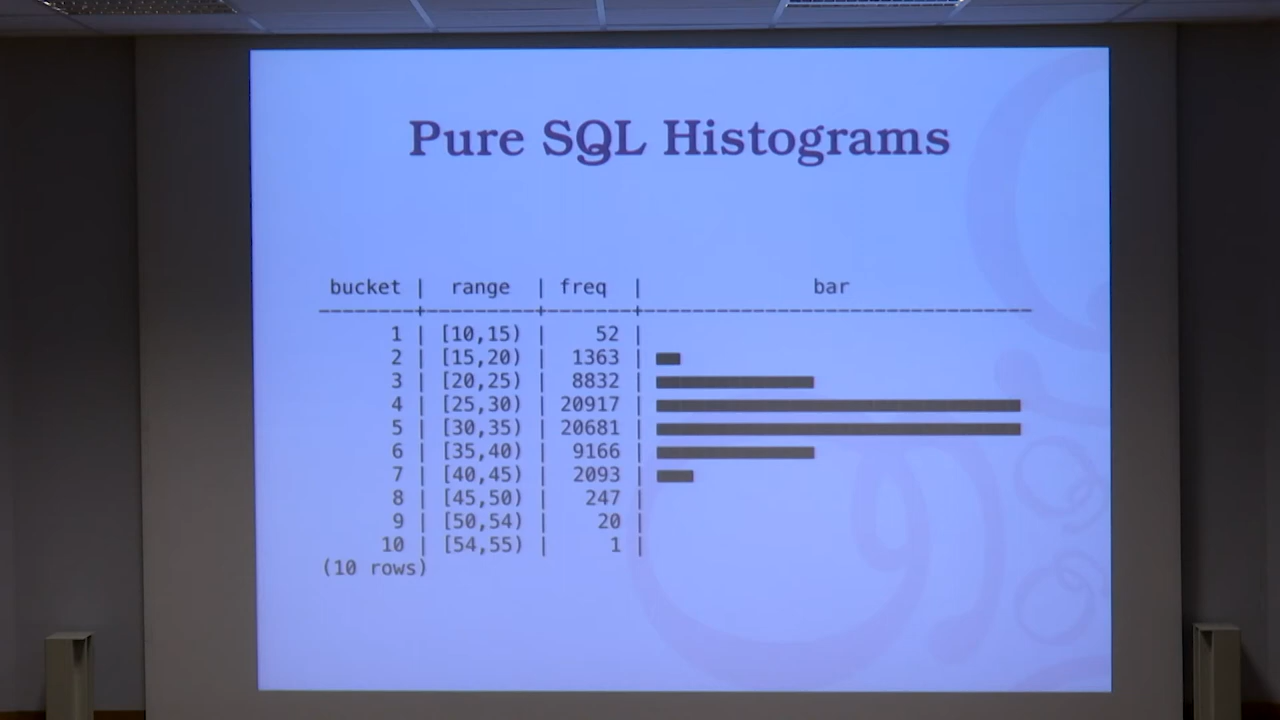 Pure SQL Histograms
bucket | range | freq | bar
--------+---------+-------+--------------------------------
1 | [10,15) | 52 |
2 | [15,20) | 1363 | ■■
3 | [20,25) | 8832 | ■■■■■■■■■■■■■
4 | [25,30) | 20917 | ■■■■■■■■■■■■■■■■■■■■■■■■■■■■■■
5 | [30,35) | 20681 | ■■■■■■■■■■■■■■■■■■■■■■■■■■■■■■
6 | [35,40) | 9166 | ■■■■■■■■■■■■■
7 | [40,45) | 2093 | ■■■
8 | [45,50) | 247 |
9 | [50,54) | 20 |
10 | [54,55) | 1 |
(10 rows)